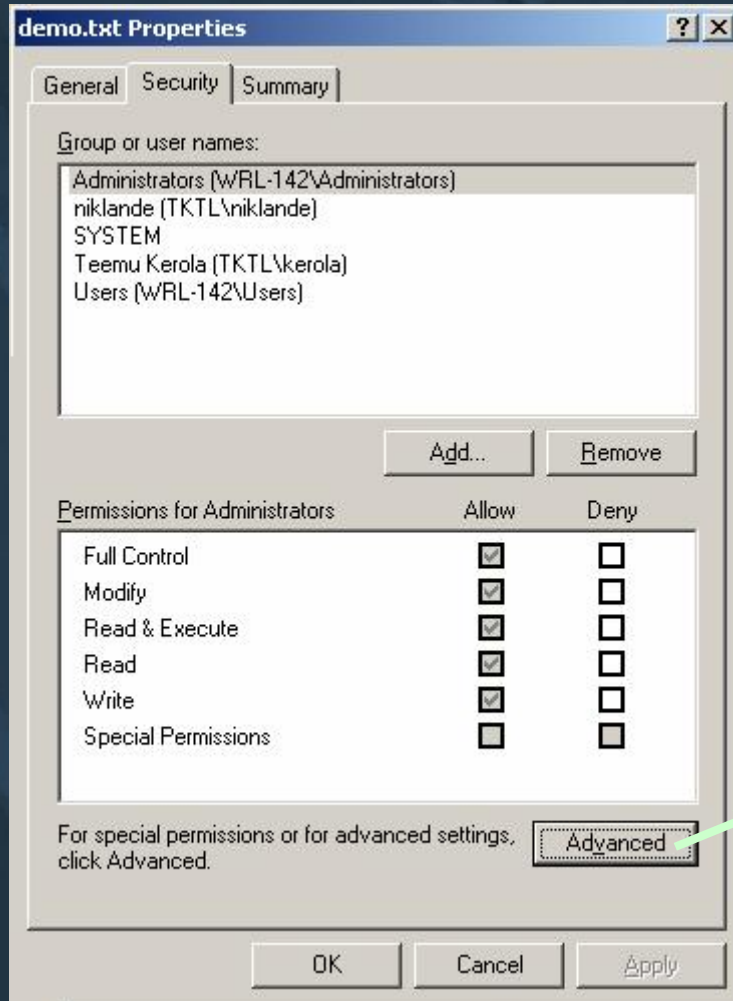 demo.txt Properties
General Security Summary
Group or user names:
Administrators (WRL-142\Administrators)
niklande (TKTL\niklande)
SYSTEM
Teemu Kerola (TKTL\kerola)
Users (WRL-142\Users)
Add... Remove
Permissions for Administrators Allow Deny
Full Control
Modify
Read & Execute
Read
Write
Special Permissions
For special permissions or for advanced settings,
click Advanced.
Advanced
OK Cancel Apply